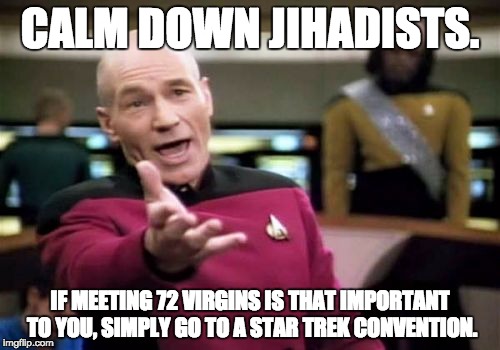 CALM DOWN JIHADISTS.
IF MEETING 72 VIRGINS IS THAT IMPORTANT
TO YOU, SIMPLY GO TO A STAR TREK CONVENTION.
imgflip.com